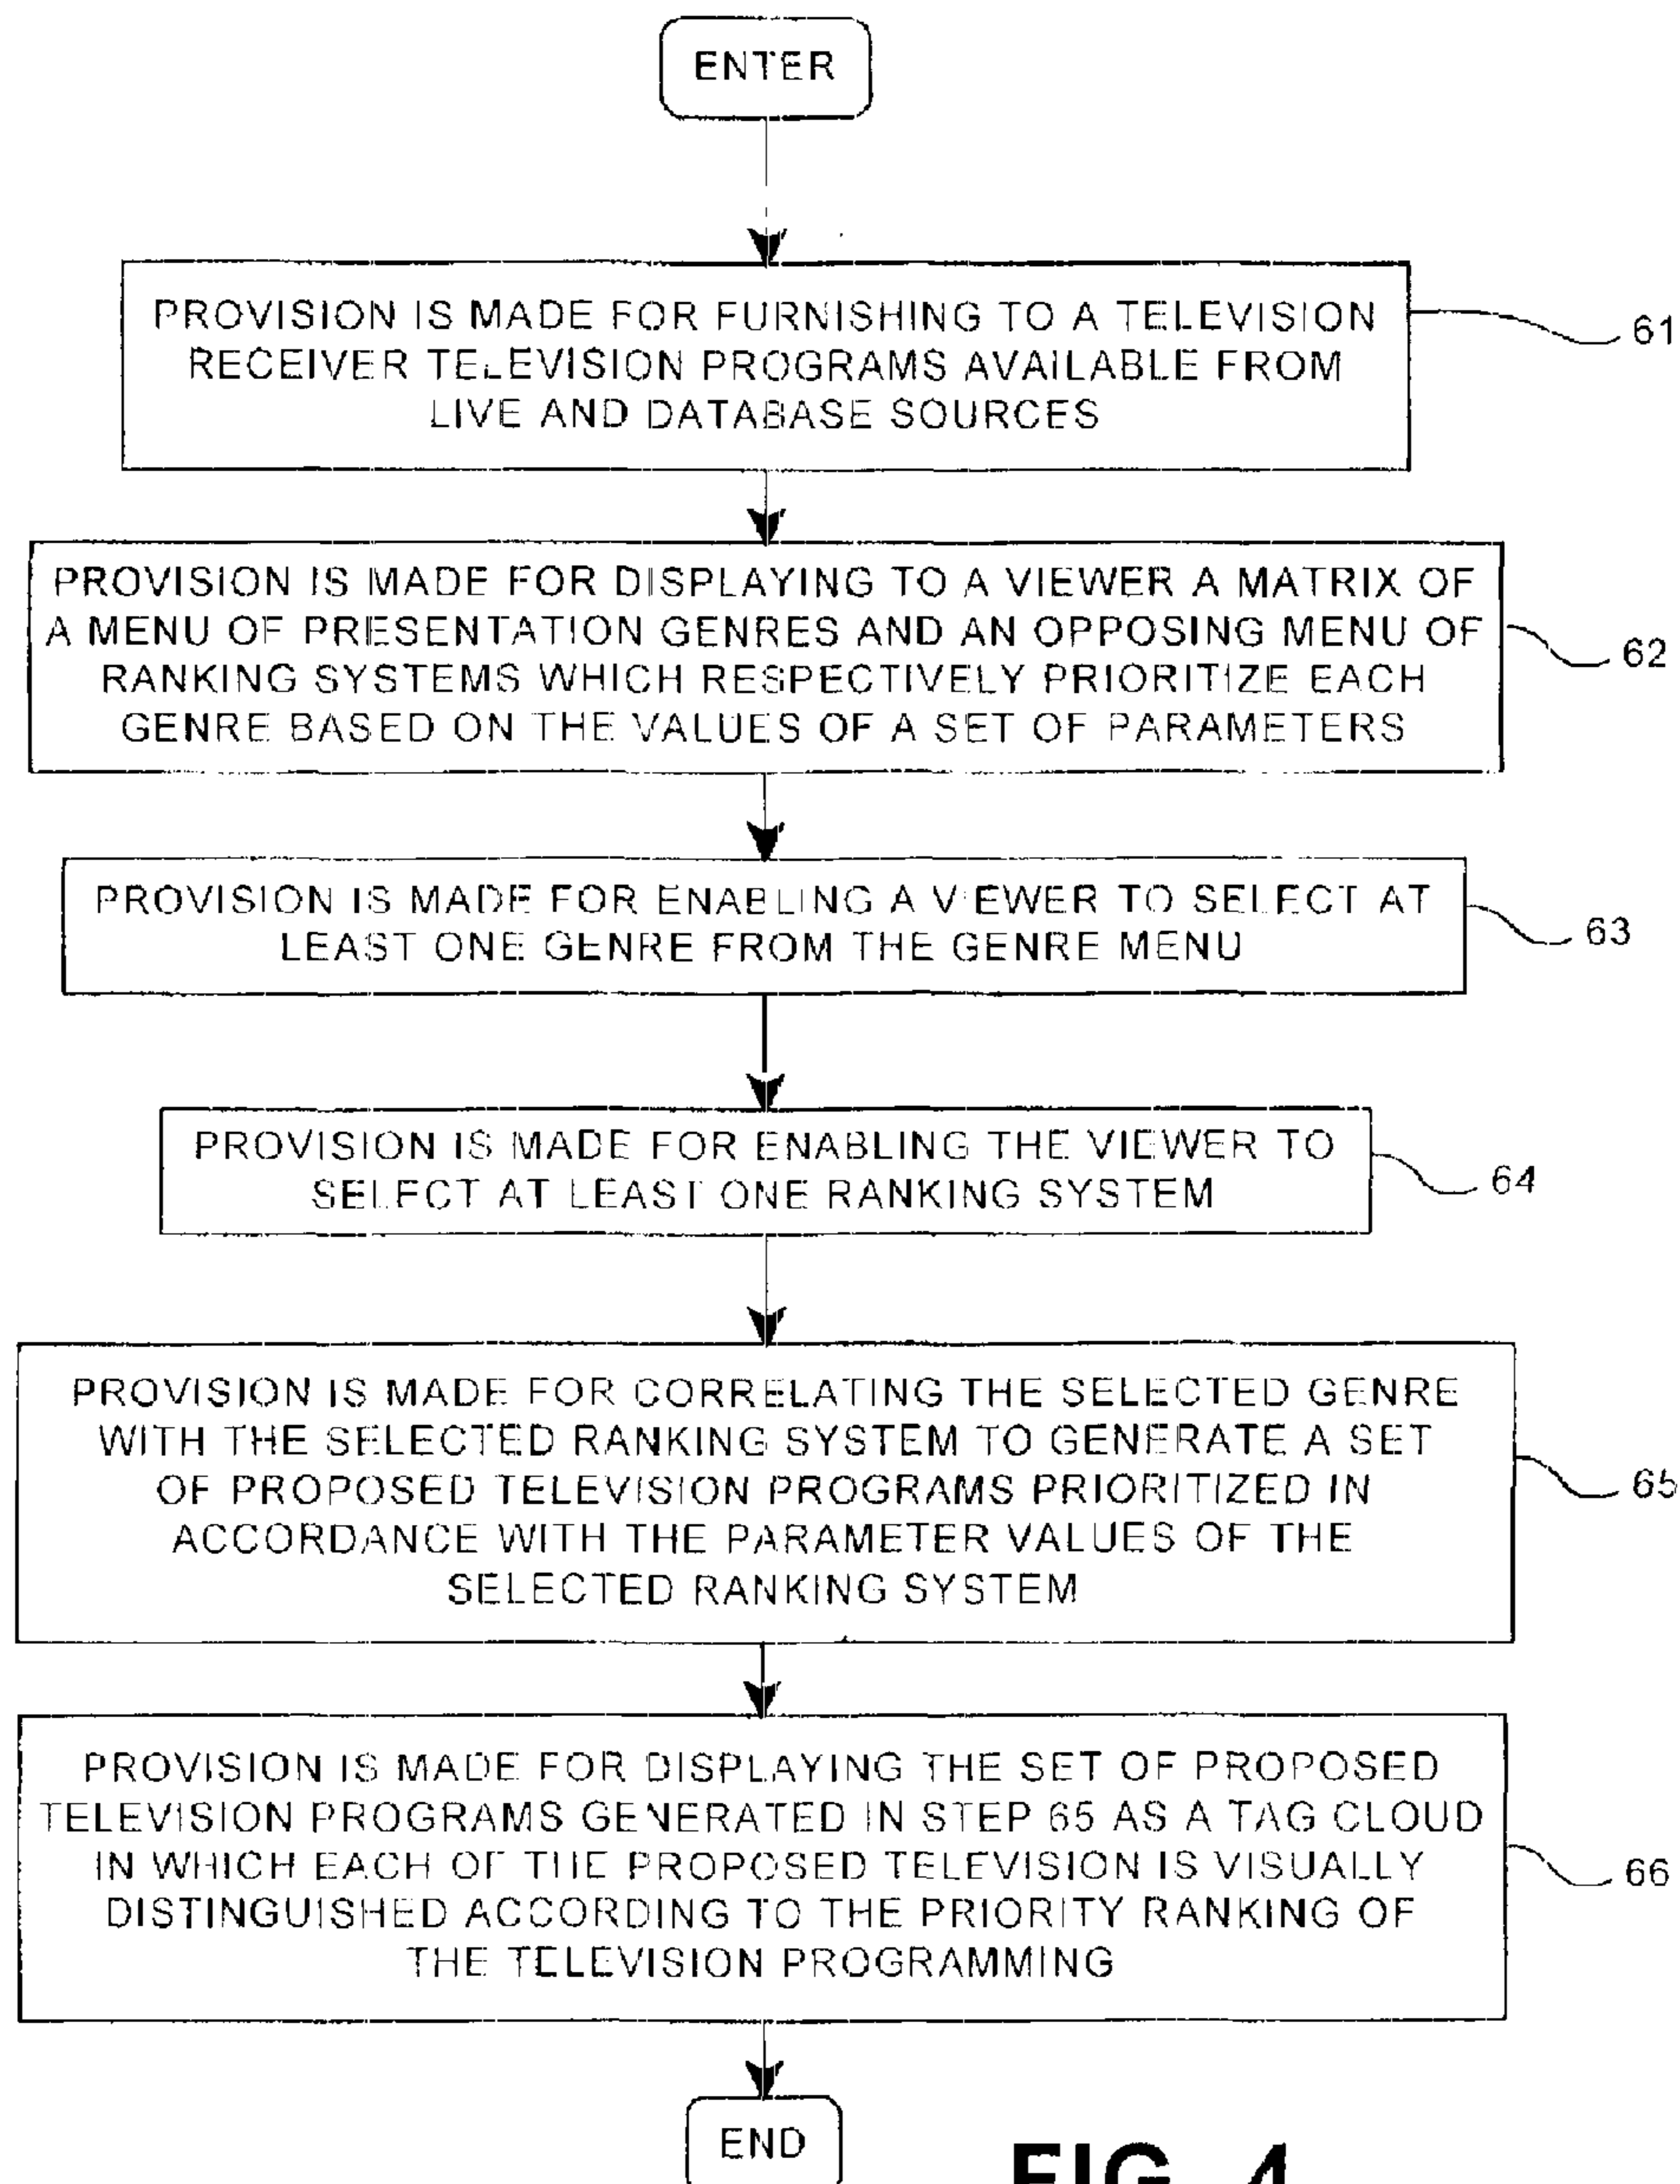 ENTER
PROVISION IS MADE FOR FURNISHING TO A TELEVISION
RECEIVER TELEVISION PROGRAMS AVAILABLE FROM
LIVE AND DATABASE SOURCES
61
PROVISION IS MADE FOR DISPLAYING TO A VIEWER A MATRIX OF
A MENU OF PRESENTATION GENRES AND AN OPPOSING MENU OF
RANKING SYSTEMS WHICH RESPECTIVELY PRIORITIZE EACH
GENRE BASED ON THE VALUES OF A SET OF PARAMETERS
62
PROVISION IS MADE FOR ENABLING A VIEWER TO SELECT AT
LEAST ONE GENRE FROM THE GENRE MENU
63
PROVISION IS MADE FOR ENABLING THE VIEWER TO
SELECT AT LEAST ONE RANKING SYSTEM
64
PROVISION IS MADE FOR CORRELATING THE SELECTED GENRE
WITH THE SELECTED RANKING SYSTEM TO GENERATE A SET
OF PROPOSED TELEVISION PROGRAMS PRIORITIZED IN
ACCORDANCE WITH THE PARAMETER VALUES OF THE
SELECTED RANKING SYSTEM
65
PROVISION IS MADE FOR DISPLAYING THE SET OF PROPOSED
TELEVISION PROGRAMS GENERATED IN STEP 65 AS A TAG CLOUD
IN WHICH EACH OF THE PROPOSED TELEVISION IS VISUALLY
DISTINGUISHED ACCORDING TO THE PRIORITY RANKING OF
THE TELEVISION PROGRAMMING
66
END
FIG. 4